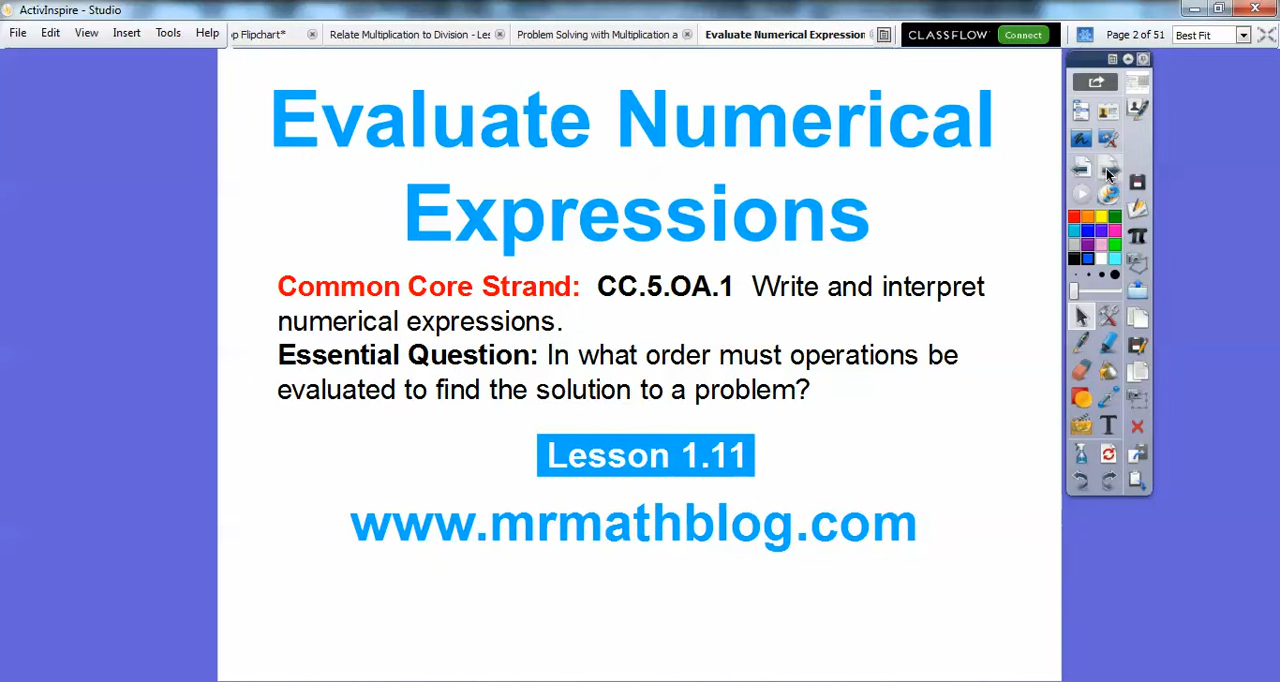 ActivInspire - Studio
File Edit View Insert Tools Help
p Flipchart* Relate Multiplication to Division - Les Problem Solving with Multiplication a Evaluate Numerical Expression CLASSFLOW Connect Page 2 of 51 Best Fit
Evaluate Numerical
Expressions
Common Core Strand: CC.5.OA.1 Write and interpret
numerical expressions.
Essential Question: In what order must operations be
evaluated to find the solution to a problem?
Lesson 1.11
www.mrmathblog.com